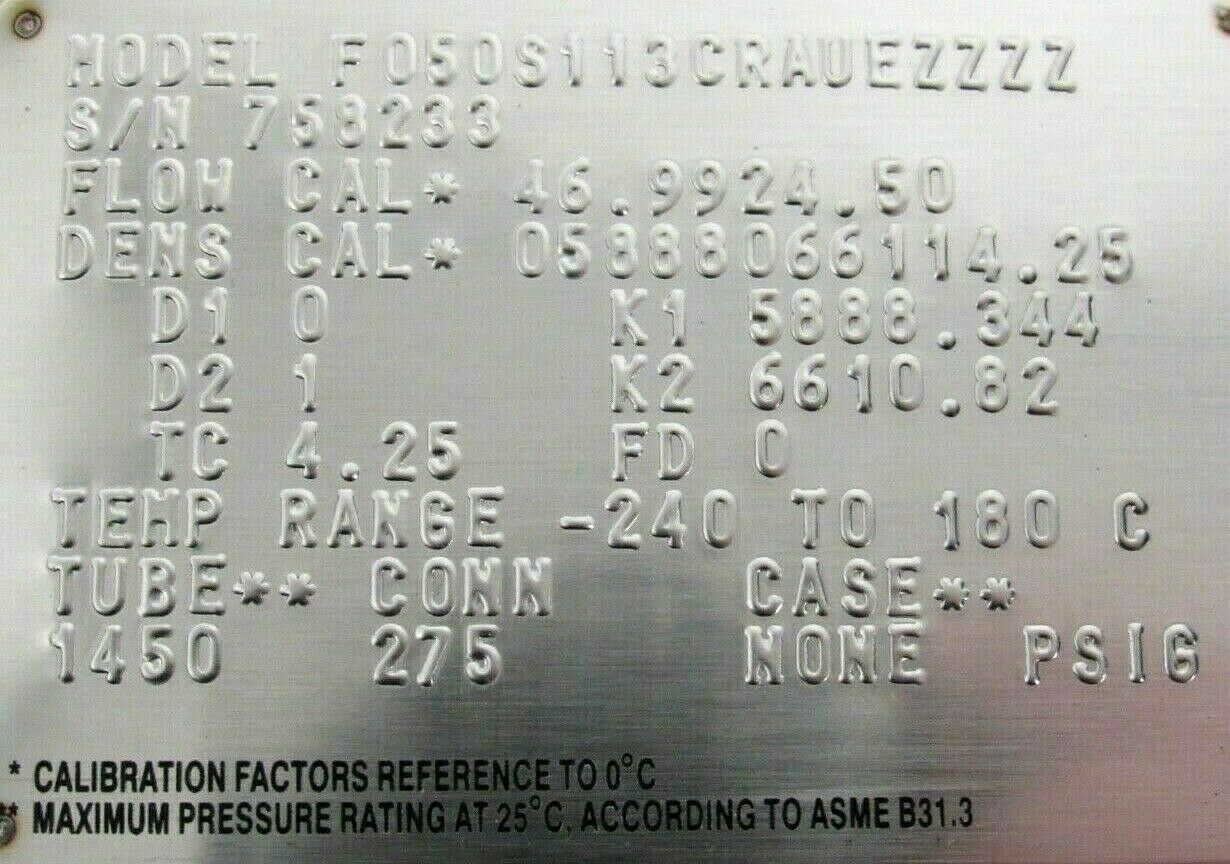 MODEL F050S113CRAUEZZZZ
S/N 758233
FLOW CAL* 46.9924.50
DENS CAL* 05888066114.25
D1 0 K1 5888.344
D2 1 K2 6610.82
TC 4.25 FD 0
TEMP RANGE -240 TO 180 C
TUBE** CONN CASE**
1450 275 NONE PSIG
* CALIBRATION FACTORS REFERENCE TO 0°C
** MAXIMUM PRESSURE RATING AT 25°C. ACCORDING TO ASME B31.3